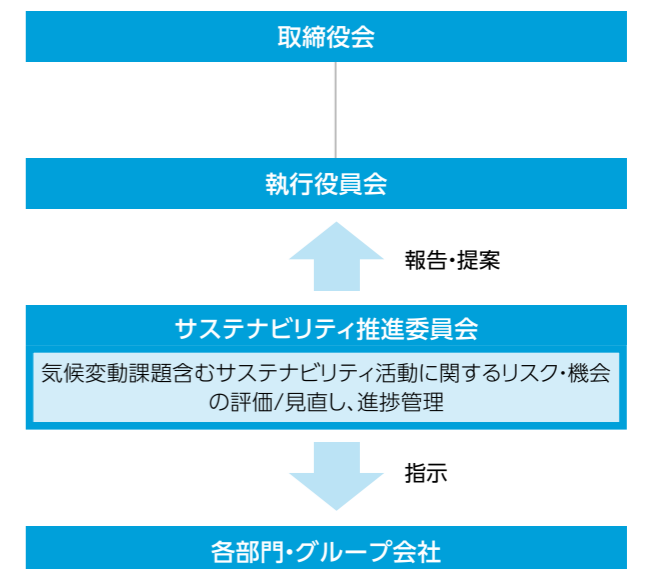 取締役会
執行役員会
報告・提案
サステナビリティ推進委員会
気候変動課題含むサステナビリティ活動に関するリスク・機会
の評価/見直し、進捗管理
指示
各部門・グループ会社